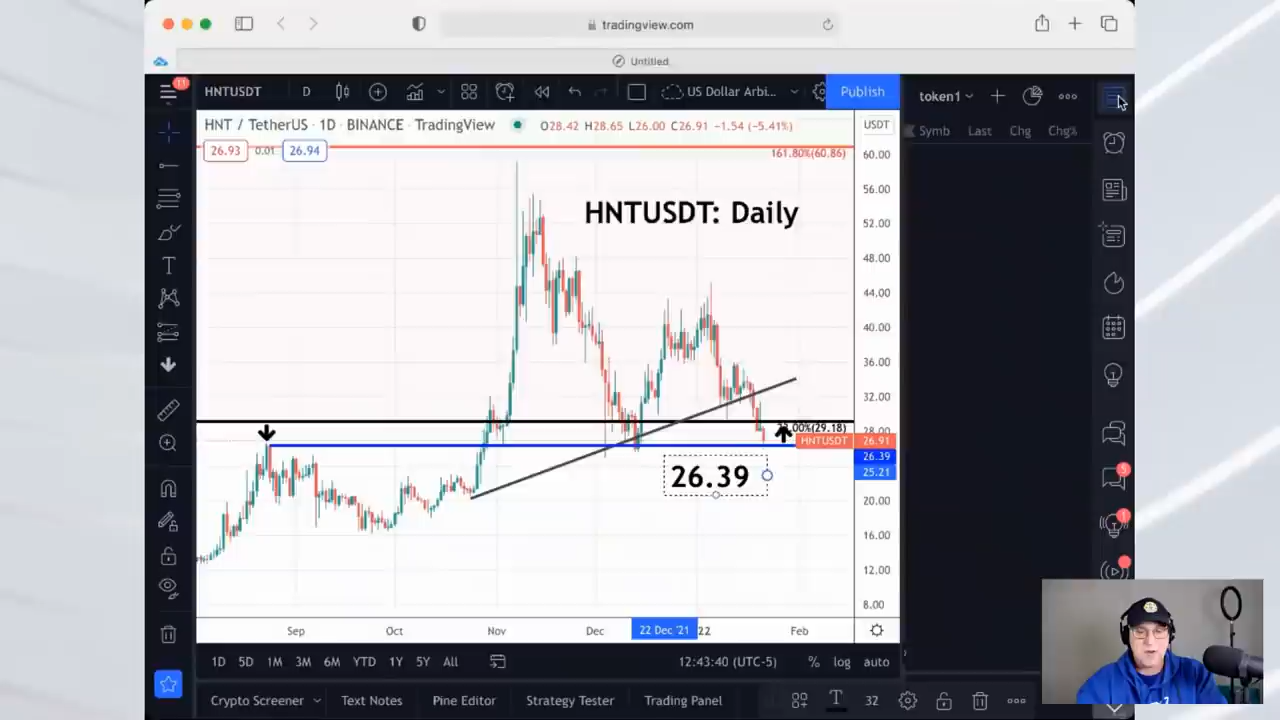 tradingview.com
Untitled
11
HNTUSDT
D
US Dollar Arbi...
Publish
token1
HNT / TetherUS · 1D · BINANCE · TradingView
O28.42 H28.65 L26.00 C26.91 -1.54 (-5.41%)
USDT
Symb Last Chg Chg%
26.93 0.01 26.94
161.80%(60.86)
60.00
56.00
HNTUSDT: Daily
52.00
48.00
44.00
40.00
36.00
32.00
.00%(29.18)
28.00
HNTUSDT 26.91
26.39
25.21
26.39
5
20.00
1
16.00
12.00
8.00
Sep Oct Nov Dec 22 Dec '21 22 Feb
1D 5D 1M 3M 6M YTD 1Y 5Y All
12:43:40 (UTC-5)
% log auto
Crypto Screener Text Notes Pine Editor Strategy Tester Trading Panel
T 32